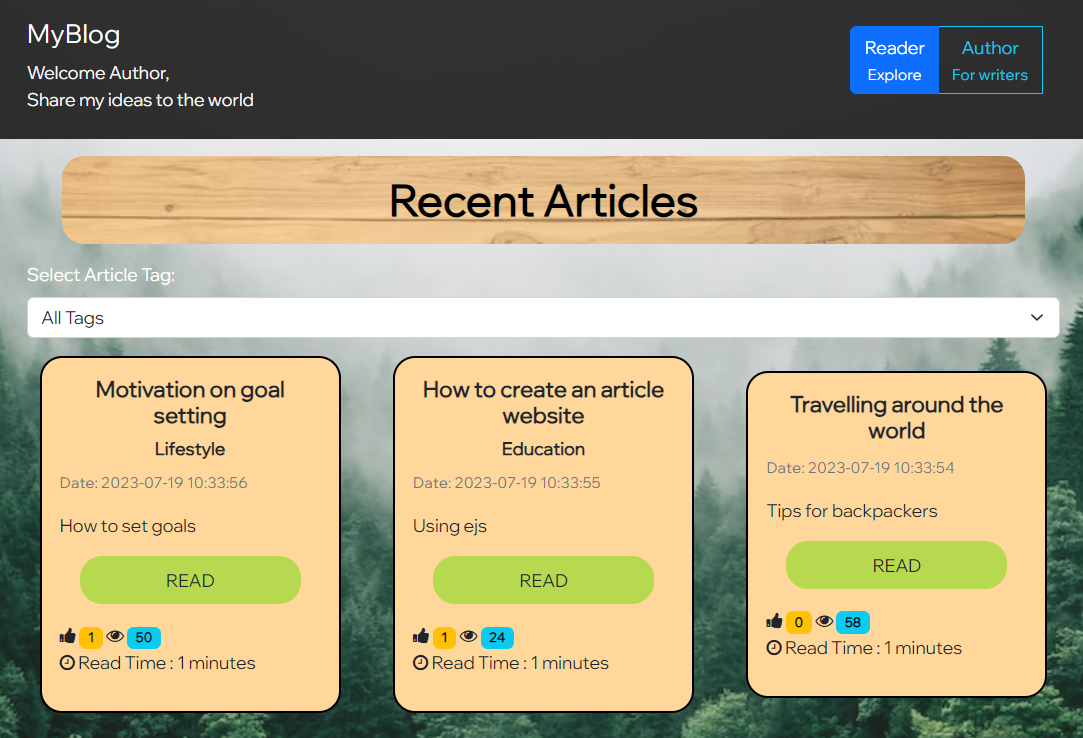 MyBlog
Welcome Author,
Share my ideas to the world
Reader
Explore
Author
For writers
Recent Articles
Select Article Tag:
All Tags
Motivation on goal
setting
Lifestyle
Date: 2023-07-19 10:33:56
How to set goals
READ
1 50
Read Time : 1 minutes
How to create an article
website
Education
Date: 2023-07-19 10:33:55
Using ejs
READ
1 24
Read Time : 1 minutes
Travelling around the
world
Date: 2023-07-19 10:33:54
Tips for backpackers
READ
0 58
Read Time : 1 minutes